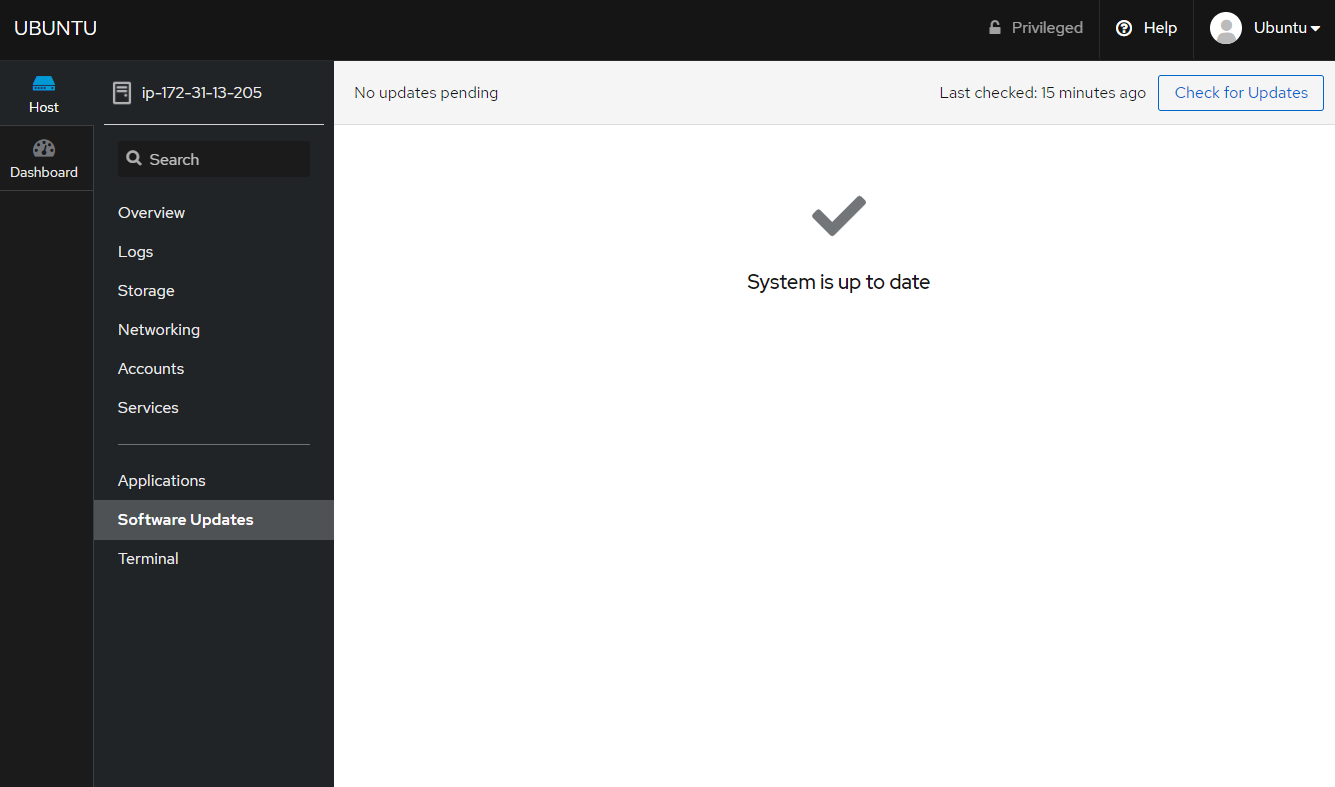 UBUNTU
Privileged
Help
Ubuntu
Host
Dashboard
ip-172-31-13-205
Search
Overview
Logs
Storage
Networking
Accounts
Services
Applications
Software Updates
Terminal
No updates pending
Last checked: 15 minutes ago
Check for Updates
System is up to date